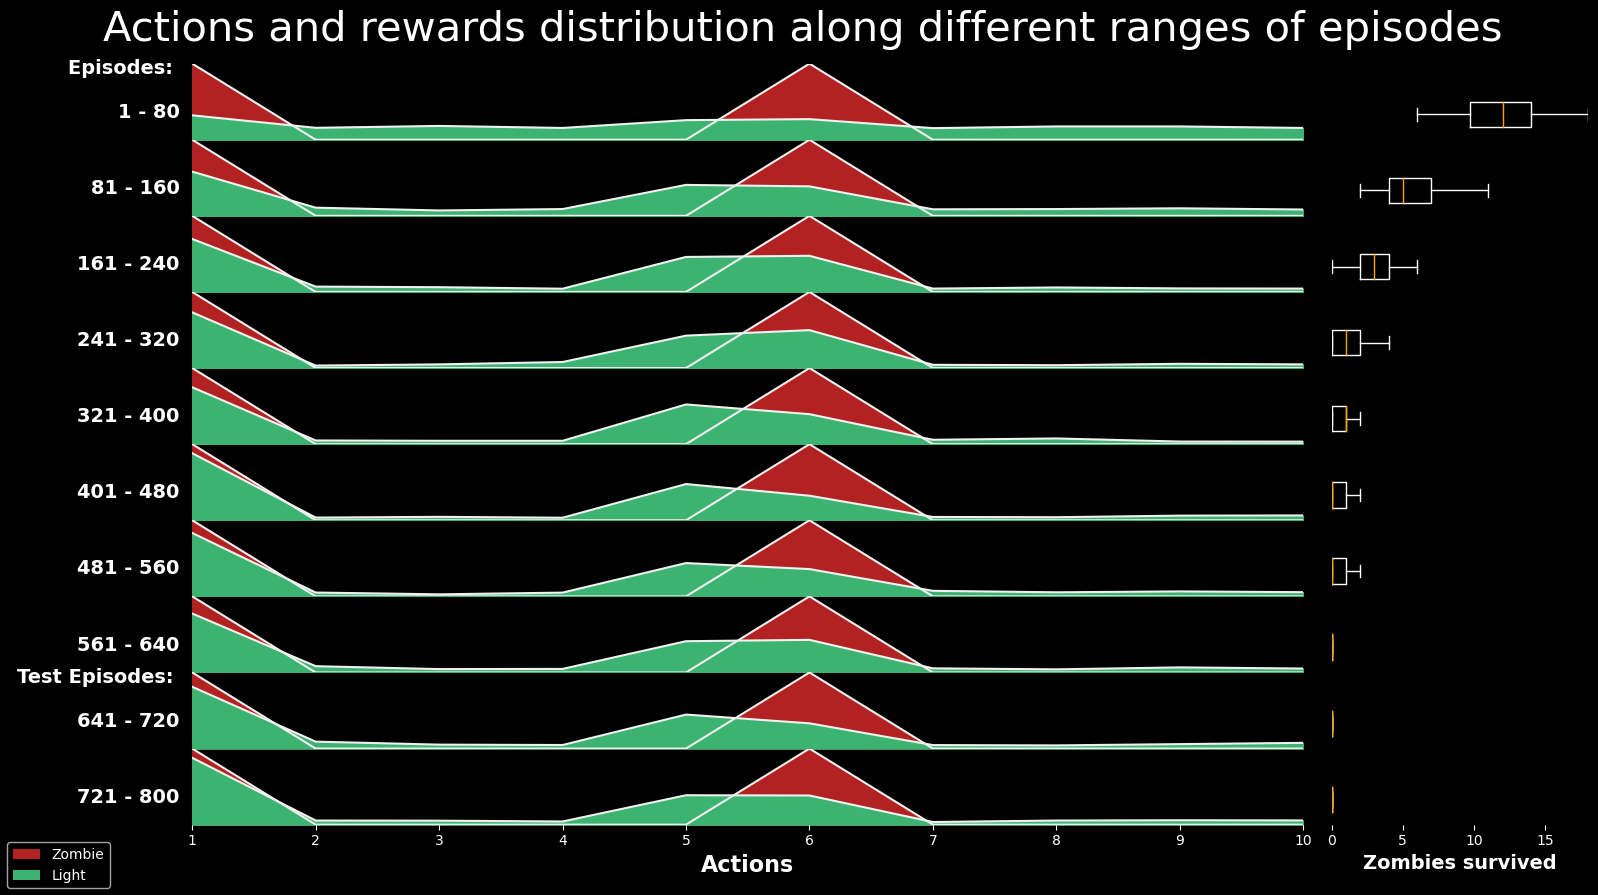 Actions and rewards distribution along different ranges of episodes
Episodes:
1 - 80
81 - 160
161 - 240
241 - 320
321 - 400
401 - 480
481 - 560
561 - 640
Test Episodes:
641 - 720
721 - 800
1 2 3 4 5 6 7 8 9 10
0 5 10 15
Actions
Zombies survived
Zombie
Light